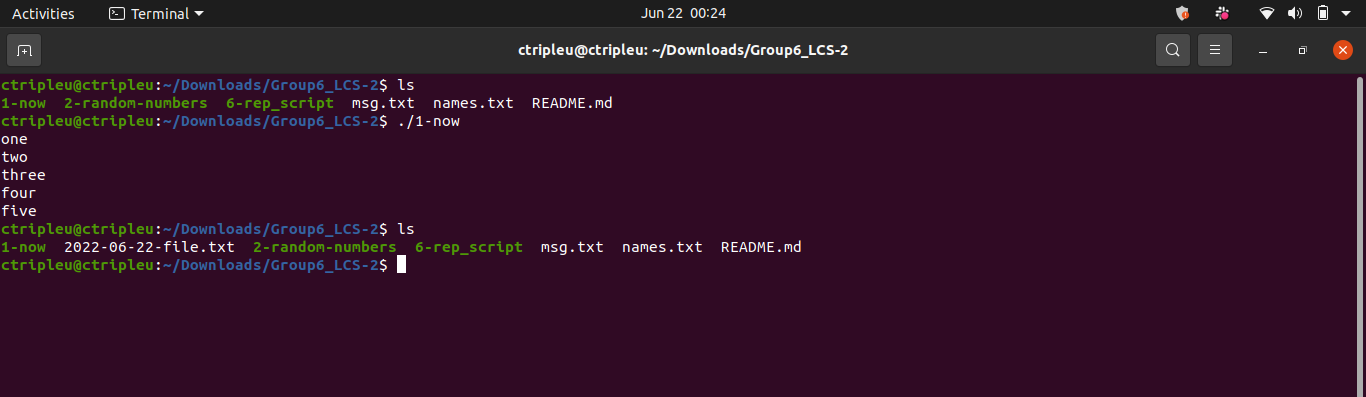 Activities Terminal Jun 22 00:24
ctripleu@ctripleu: ~/Downloads/Group6_LCS-2
ctripleu@ctripleu:~/Downloads/Group6_LCS-2$ ls
1-now 2-random-numbers 6-rep_script msg.txt names.txt README.md
ctripleu@ctripleu:~/Downloads/Group6_LCS-2$ ./1-now
one
two
three
four
five
ctripleu@ctripleu:~/Downloads/Group6_LCS-2$ ls
1-now 2022-06-22-file.txt 2-random-numbers 6-rep_script msg.txt names.txt README.md
ctripleu@ctripleu:~/Downloads/Group6_LCS-2$